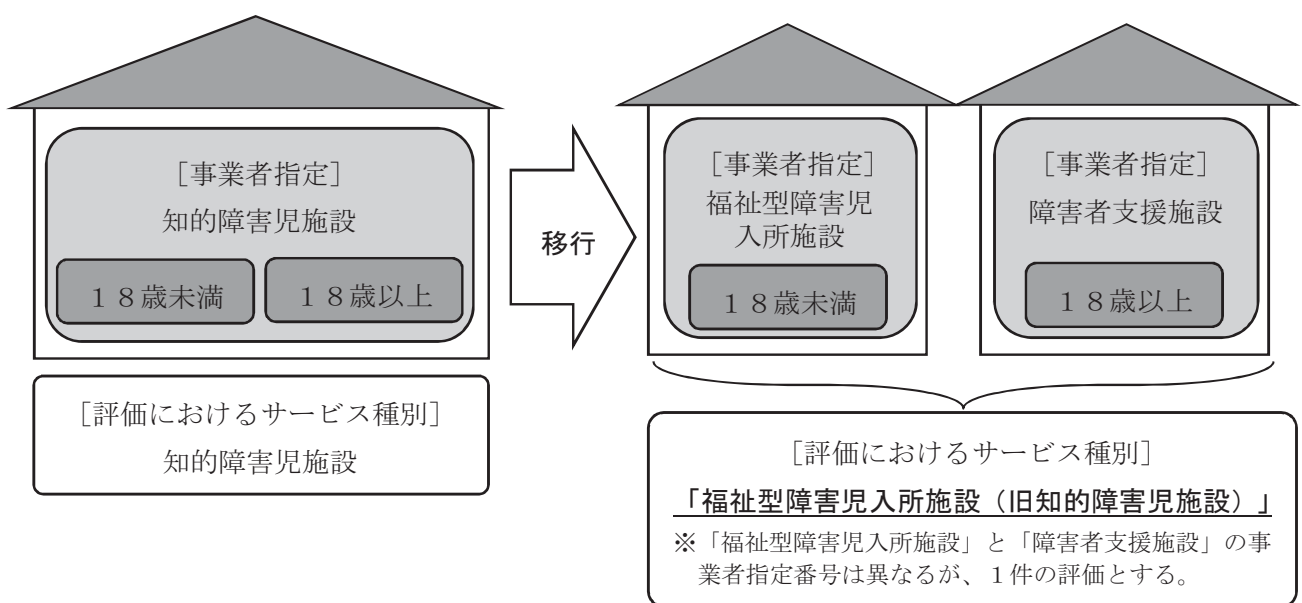 ［事業者指定］
知的障害児施設
１８歳未満
１８歳以上
［評価におけるサービス種別］
知的障害児施設
移行
［事業者指定］
福祉型障害児
入所施設
１８歳未満
［事業者指定］
障害者支援施設
１８歳以上
［評価におけるサービス種別］
「福祉型障害児入所施設（旧知的障害児施設）」
※「福祉型障害児入所施設」と「障害者支援施設」の事
業者指定番号は異なるが、１件の評価とする。